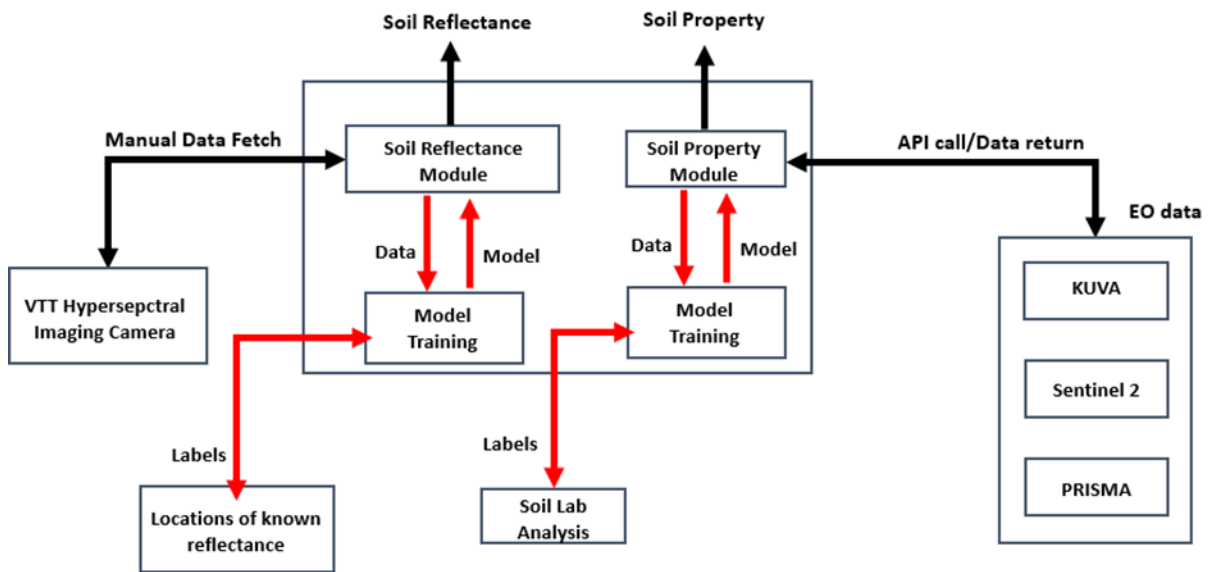 Soil Reflectance
Soil Property
Manual Data Fetch
Soil Reflectance
Module
Soil Property
Module
API call/Data return
EO data
Data
Model
Data
Model
VTT Hypersepctral
Imaging Camera
Model
Training
Model
Training
KUVA
Sentinel 2
PRISMA
Labels
Labels
Locations of known
reflectance
Soil Lab
Analysis